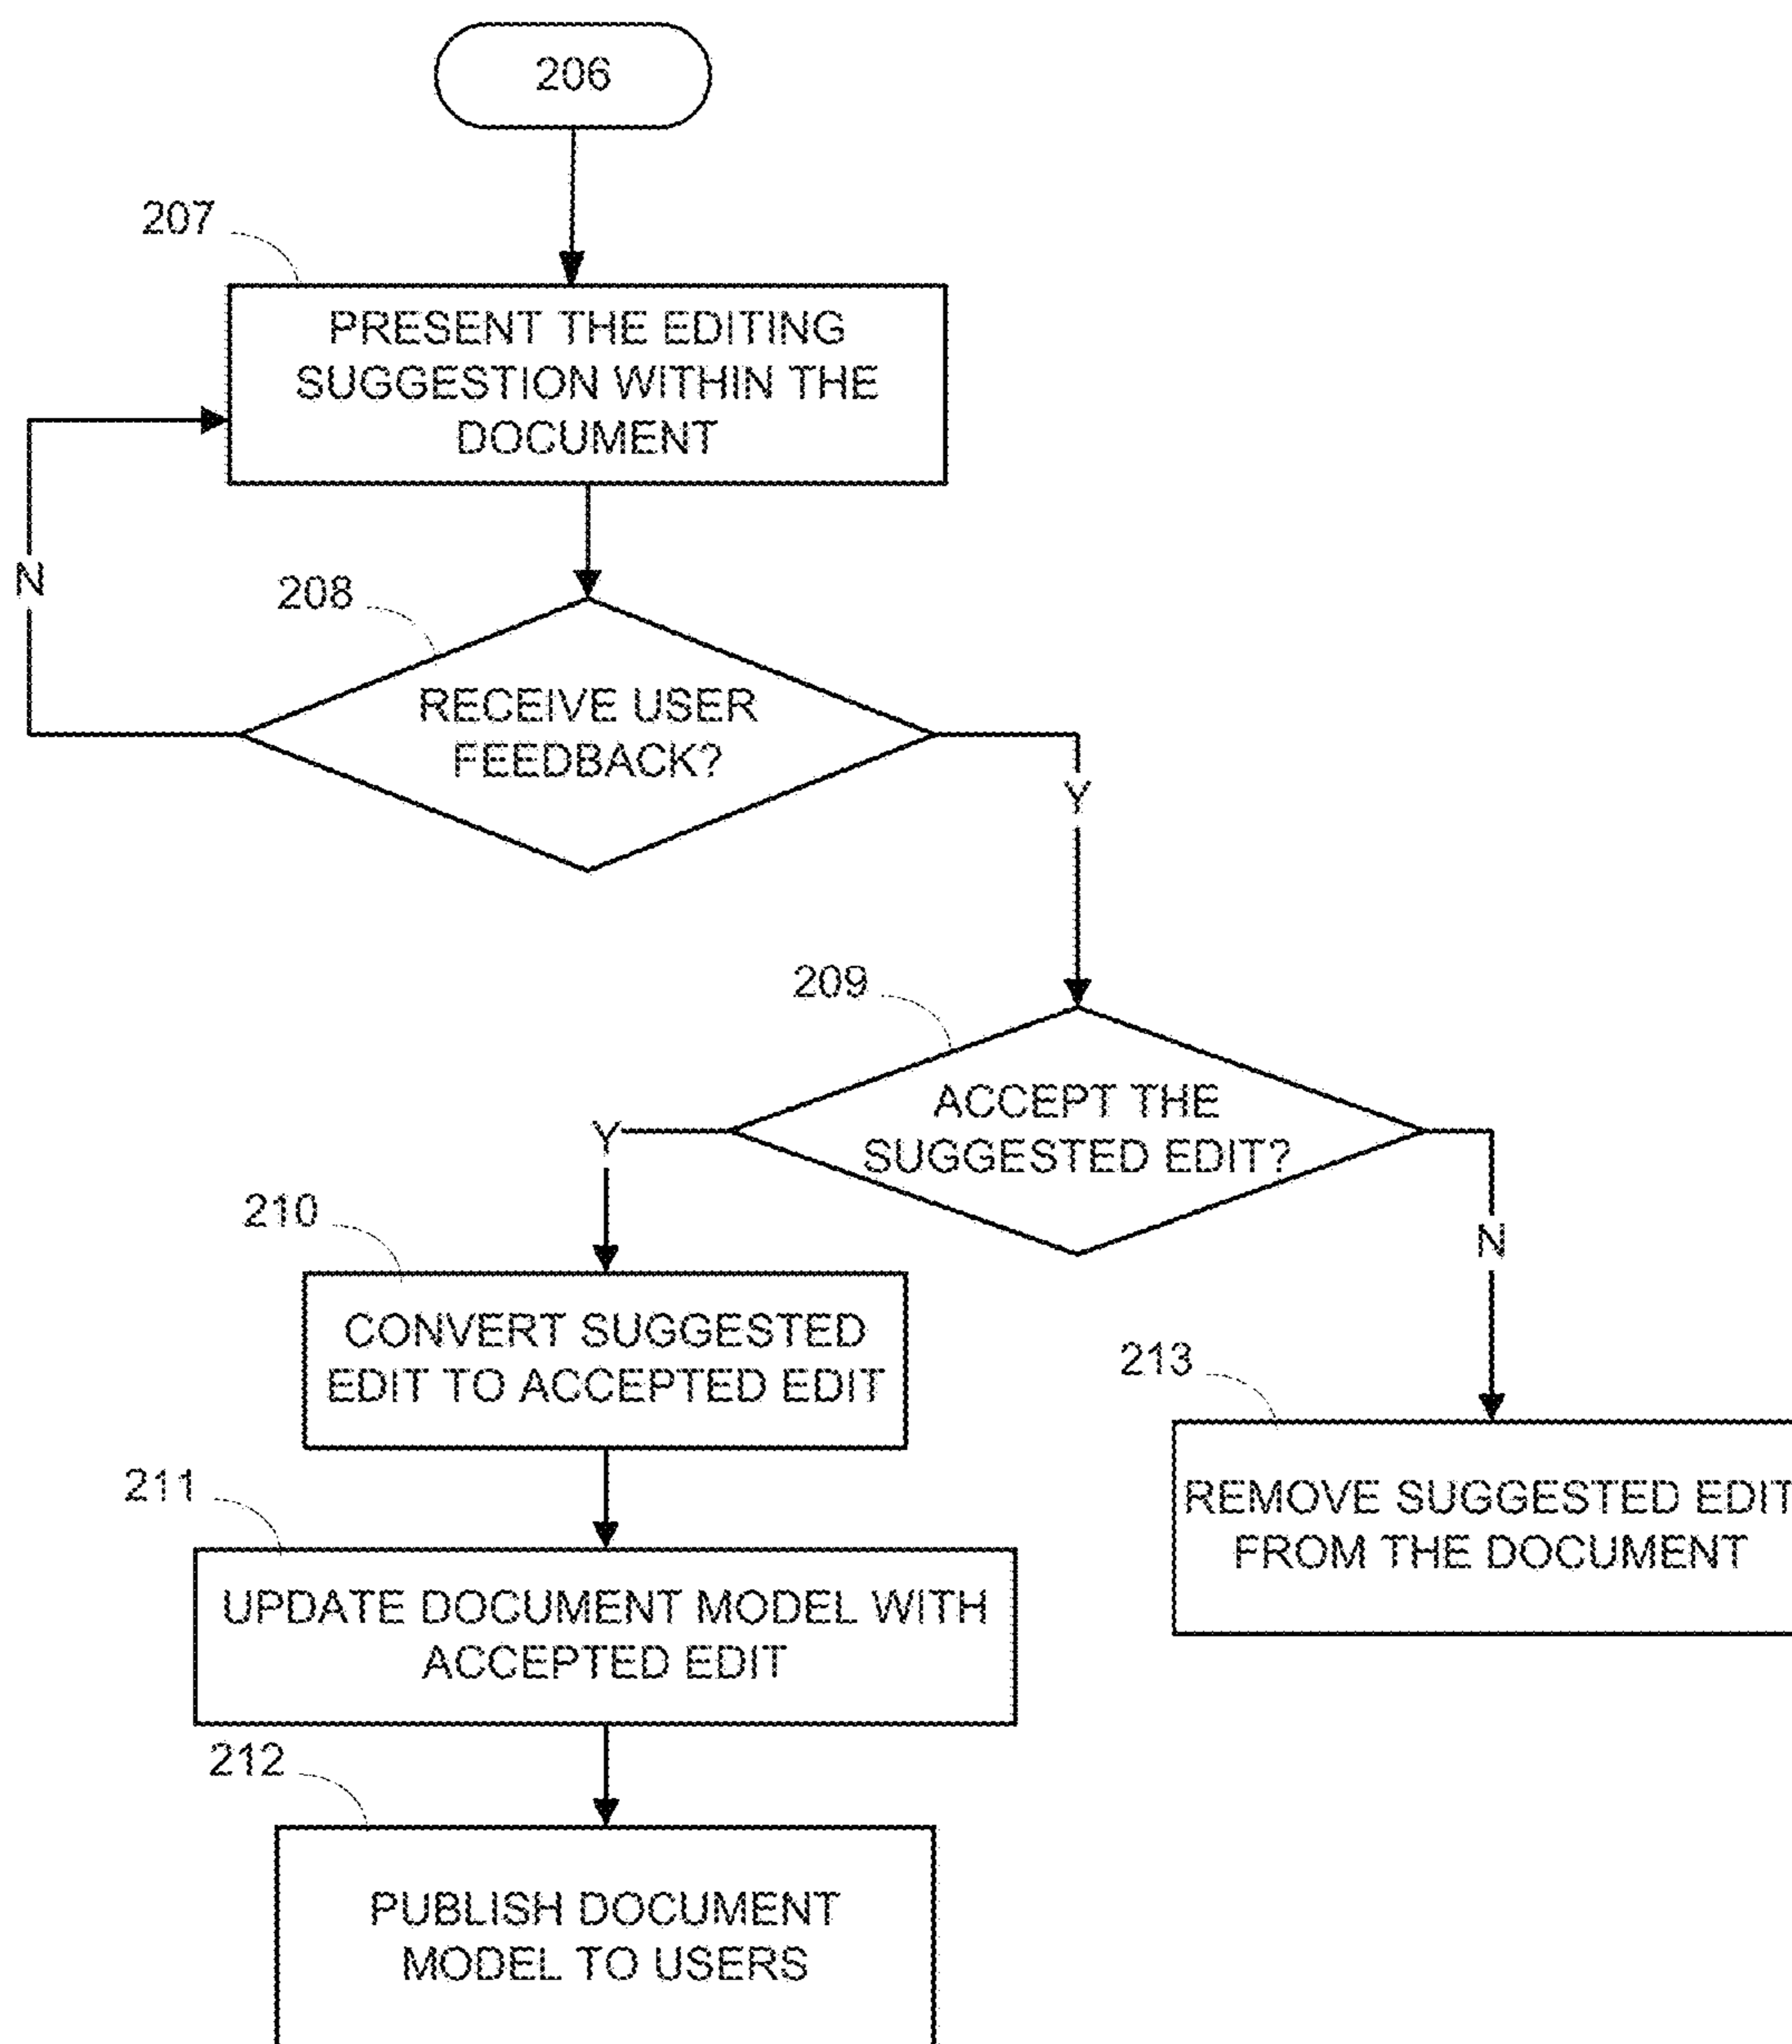 206
207
PRESENT THE EDITING
SUGGESTION WITHIN THE
DOCUMENT
N
208
RECEIVE USER
FEEDBACK?
Y
209
ACCEPT THE
SUGGESTED EDIT?
Y
N
210
CONVERT SUGGESTED
EDIT TO ACCEPTED EDIT
213
REMOVE SUGGESTED EDIT
FROM THE DOCUMENT
211
UPDATE DOCUMENT MODEL WITH
ACCEPTED EDIT
212
PUBLISH DOCUMENT
MODEL TO USERS